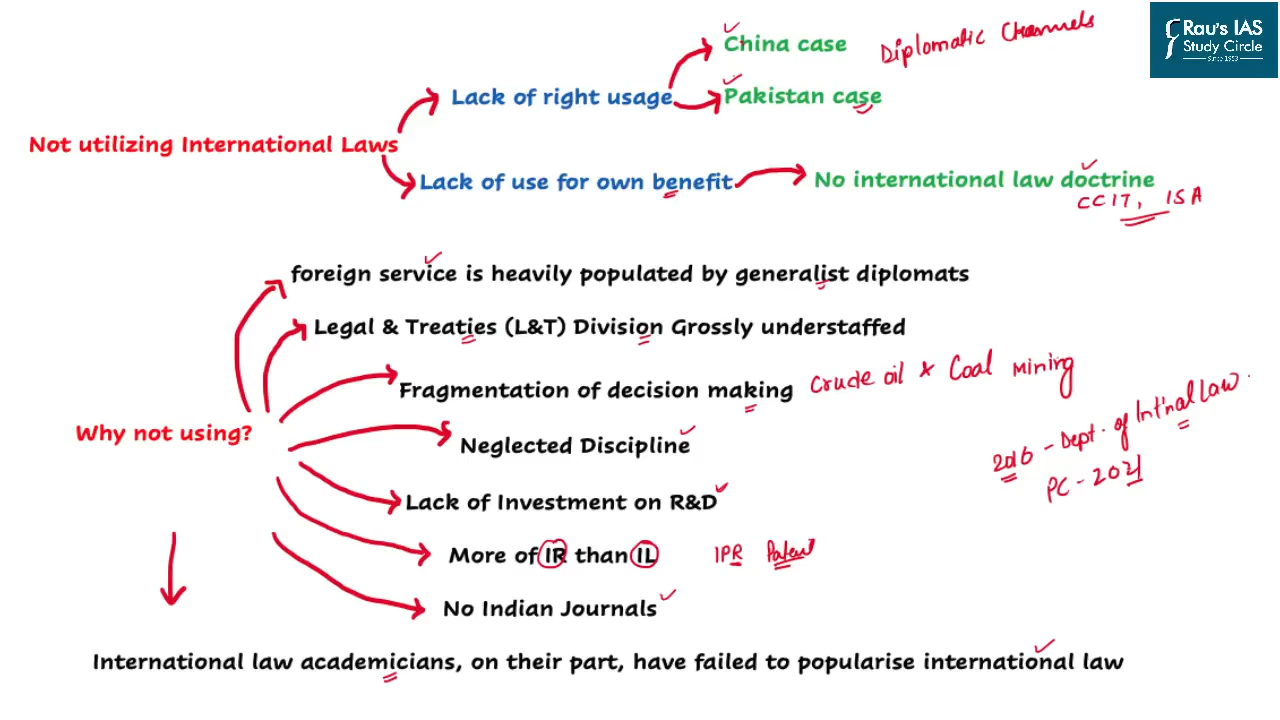 Rau's IAS
Study Circle
Since 1953
China case
Diplomatic Channels
Lack of right usage
Pakistan case
Not utilizing International Laws
Lack of use for own benefit
No international law doctrine
CCIT, ISA
foreign service is heavily populated by generalist diplomats
Legal & Treaties (L&T) Division Grossly understaffed
Fragmentation of decision making
Crude oil & Coal Mining
Why not using?
Neglected Discipline
2016 - Dept. of Int'nal Law.
PC - 2021
Lack of Investment on R&D
More of IR than IL
IPR Patent
No Indian Journals
International law academicians, on their part, have failed to popularise international law